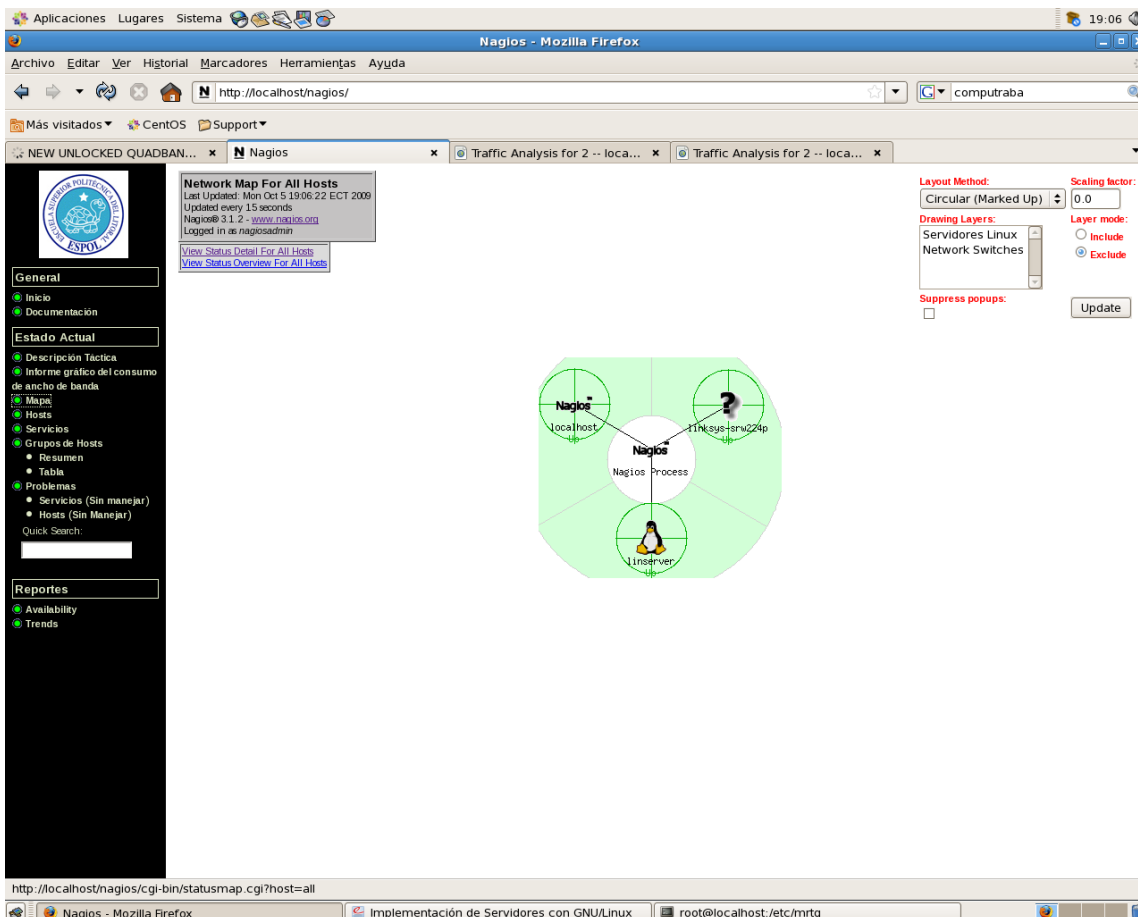 Aplicaciones Lugares Sistema 19:06
Nagios - Mozilla Firefox
Archivo Editar Ver Historial Marcadores Herramientas Ayuda
http://localhost/nagios/ computraba
Más visitados CentOS Support
NEW UNLOCKED QUADBAN... Nagios Traffic Analysis for 2 -- loca... Traffic Analysis for 2 -- loca...
ESCUELA SUPERIOR POLITECNICA DEL LITORAL
ESPOL
General
Inicio
Documentación
Estado Actual
Descripción Táctica
Informe gráfico del consumo
de ancho de banda
Mapa
Hosts
Servicios
Grupos de Hosts
Resumen
Tabla
Problemas
Servicios (Sin manejar)
Hosts (Sin Manejar)
Quick Search:
Reportes
Availability
Trends
Network Map For All Hosts
Last Updated: Mon Oct 5 19:06:22 ECT 2009
Updated every 15 seconds
Nagios® 3.1.2 - www.nagios.org
Logged in as nagiosadmin
View Status Detail For All Hosts
View Status Overview For All Hosts
Layout Method: Scaling factor:
Circular (Marked Up) 0.0
Drawing Layers: Layer mode:
Servidores Linux
Network Switches
Include
Exclude
Suppress popups:
Update
Nagios
localhost
Up
?
linksys-srw224p
Up
Nagios
Nagios Process
linserver
Up
http://localhost/nagios/cgi-bin/statusmap.cgi?host=all
Nagios - Mozilla Firefox Implementación de Servidores con GNU/Linux root@localhost:/etc/mrtg